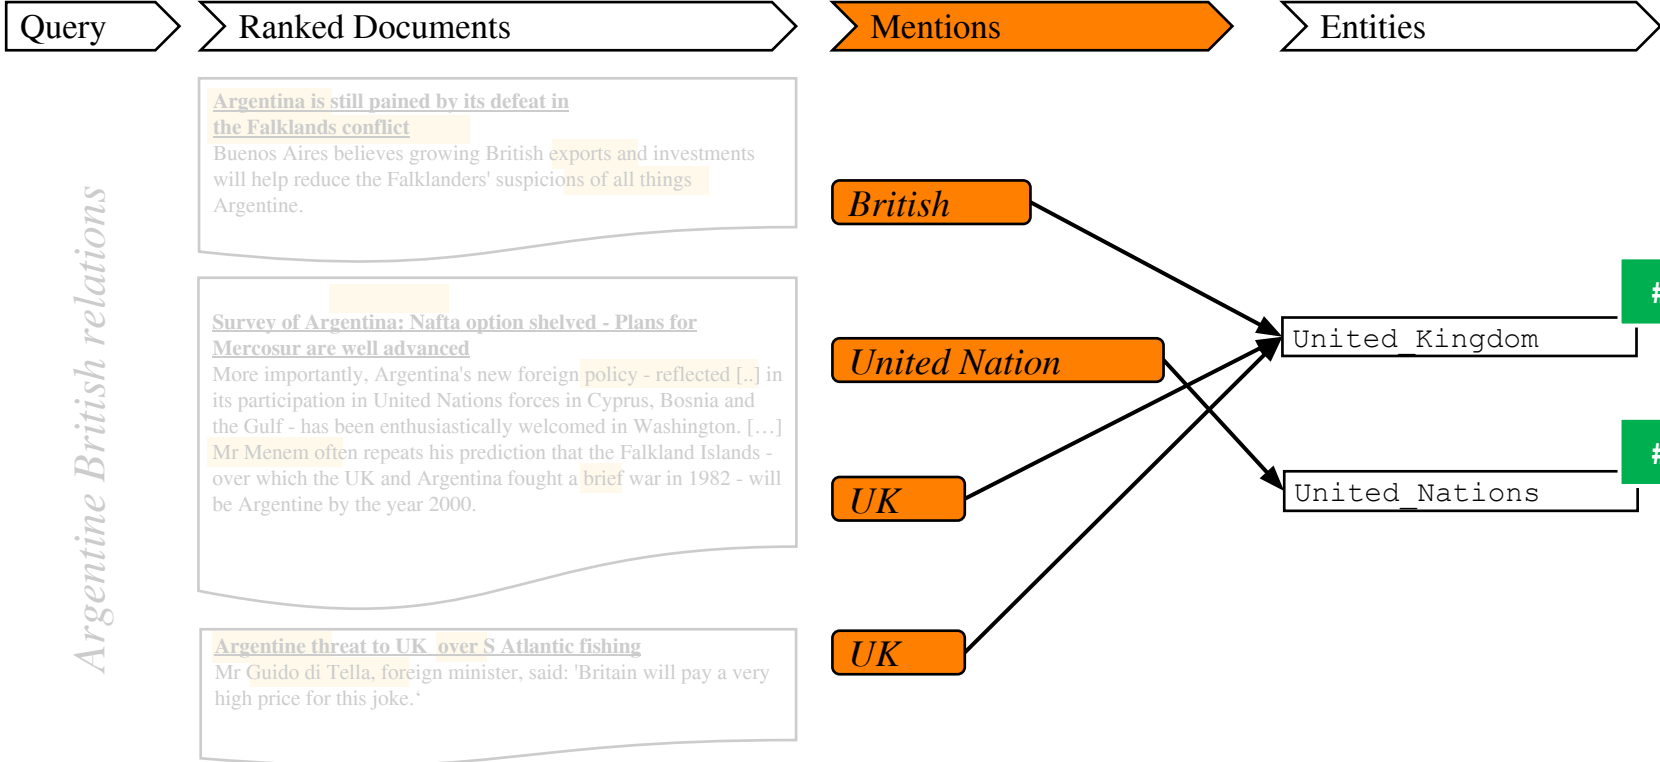 Query
Ranked Documents
Mentions
Entities
Argentine British relations
Argentina is still pained by its defeat in
the Falklands conflict
Buenos Aires believes growing British exports and investments
will help reduce the Falklanders' suspicions of all things
Argentine.
Survey of Argentina: Nafta option shelved - Plans for
Mercosur are well advanced
More importantly, Argentina's new foreign policy - reflected [..] in
its participation in United Nations forces in Cyprus, Bosnia and
the Gulf - has been enthusiastically welcomed in Washington. […]
Mr Menem often repeats his prediction that the Falkland Islands -
over which the UK and Argentina fought a brief war in 1982 - will
be Argentine by the year 2000.
Argentine threat to UK over S Atlantic fishing
Mr Guido di Tella, foreign minister, said: 'Britain will pay a very
high price for this joke.‘
British
United Nation
UK
UK
#
United_Kingdom
#
United_Nations